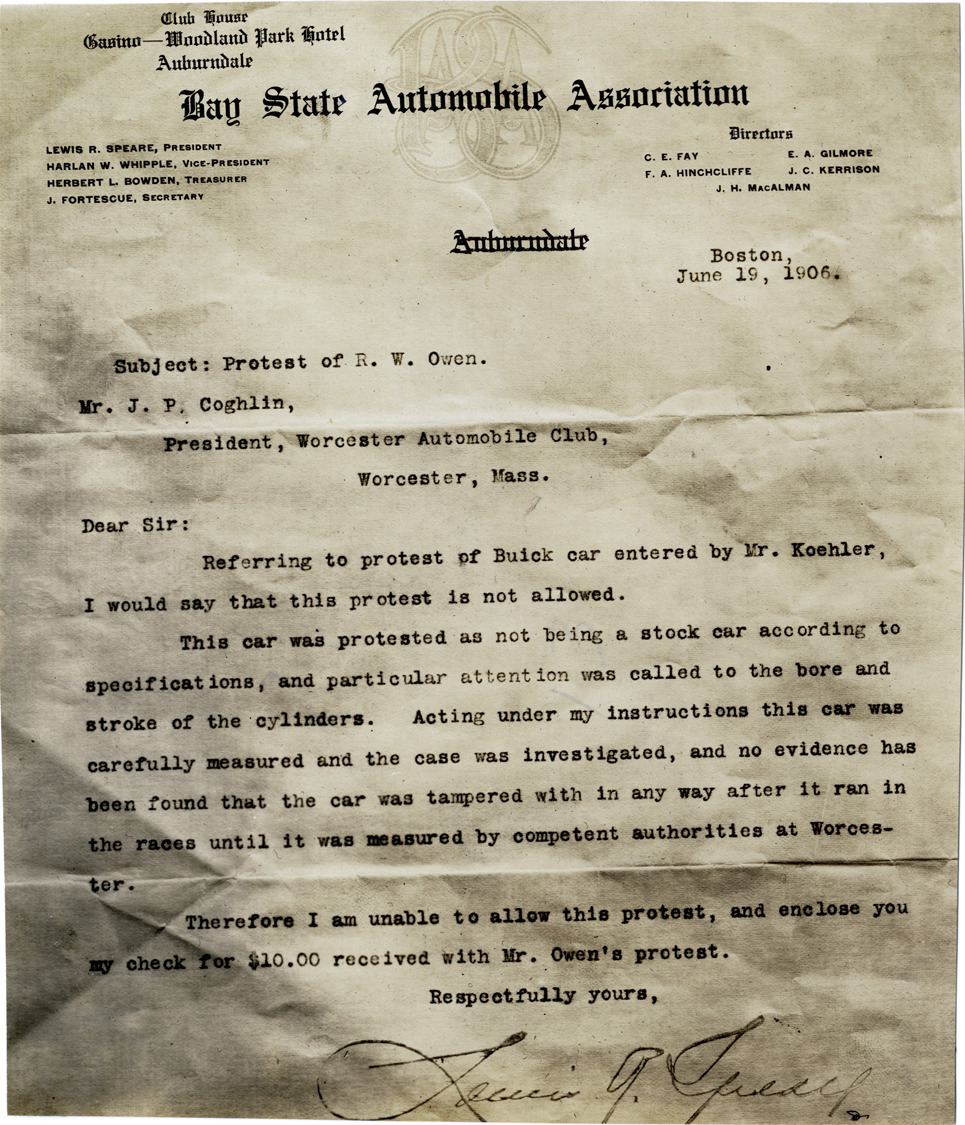 Club House
Casino—Woodland Park Hotel
Auburndale
Bay State Automobile Association
LEWIS R. SPEARE, PRESIDENT
HARLAN W. WHIPPLE, VICE-PRESIDENT
HERBERT L. BOWDEN, TREASURER
J. FORTESCUE, SECRETARY
Directors
C. E. FAY E. A. GILMORE
F. A. HINCHCLIFFE J. C. KERRISON
J. H. MacALMAN
Auburndale
Boston,
June 19, 1906.
Subject: Protest of R. W. Owen.
Mr. J. P. Coghlin,
President, Worcester Automobile Club,
Worcester, Mass.
Dear Sir:
Referring to protest of Buick car entered by Mr. Koehler,
I would say that this protest is not allowed.
This car was protested as not being a stock car according to
specifications, and particular attention was called to the bore and
stroke of the cylinders. Acting under my instructions this car was
carefully measured and the case was investigated, and no evidence has
been found that the car was tampered with in any way after it ran in
the races until it was measured by competent authorities at Worces-
ter.
Therefore I am unable to allow this protest, and enclose you
my check for $10.00 received with Mr. Owen's protest.
Respectfully yours,
Lewis R. Speare